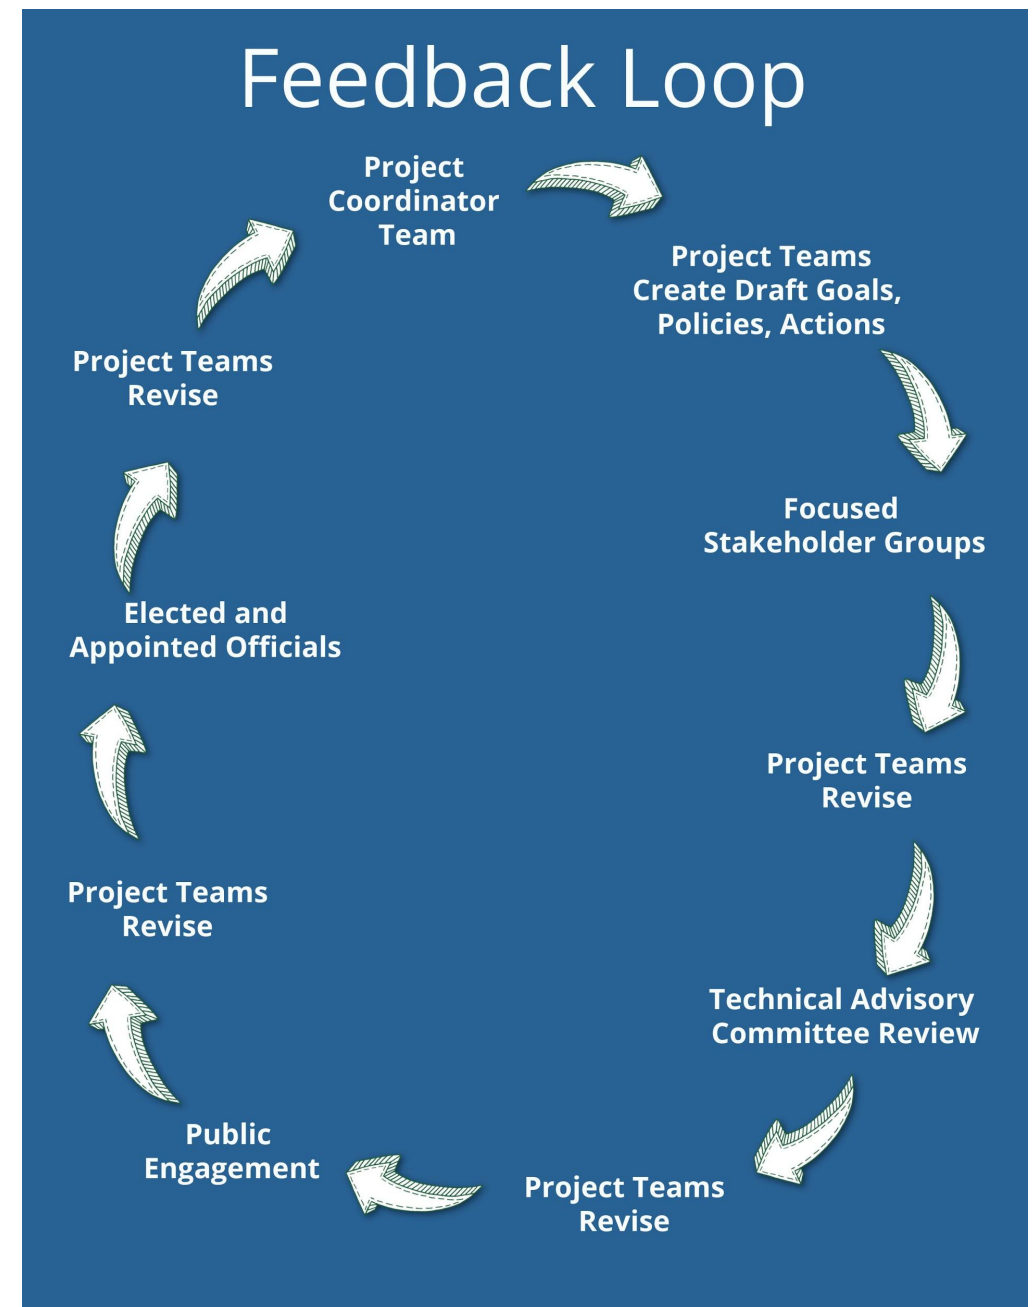 Feedback Loop
Project
Coordinator
Team
Project Teams
Create Draft Goals,
Policies, Actions
Focused
Stakeholder Groups
Project Teams
Revise
Technical Advisory
Committee Review
Project Teams
Revise
Public
Engagement
Project Teams
Revise
Elected and
Appointed Officials
Project Teams
Revise